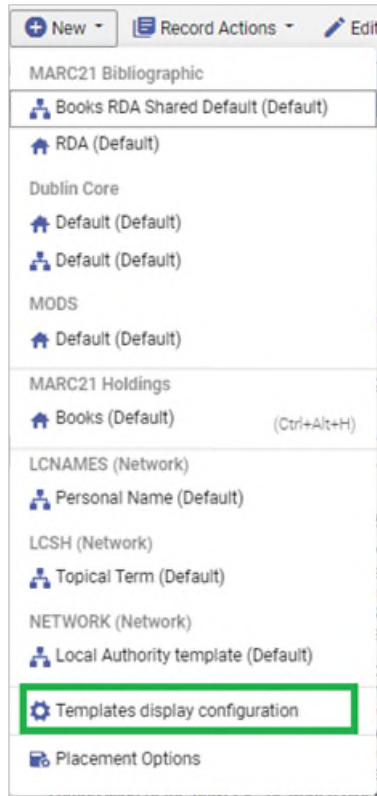 New Record Actions Edit
MARC21 Bibliographic
Books RDA Shared Default (Default)
RDA (Default)
Dublin Core
Default (Default)
Default (Default)
MODS
Default (Default)
MARC21 Holdings
Books (Default) (Ctrl+Alt+H)
LCNAMES (Network)
Personal Name (Default)
LCSH (Network)
Topical Term (Default)
NETWORK (Network)
Local Authority template (Default)
Templates display configuration
Placement Options